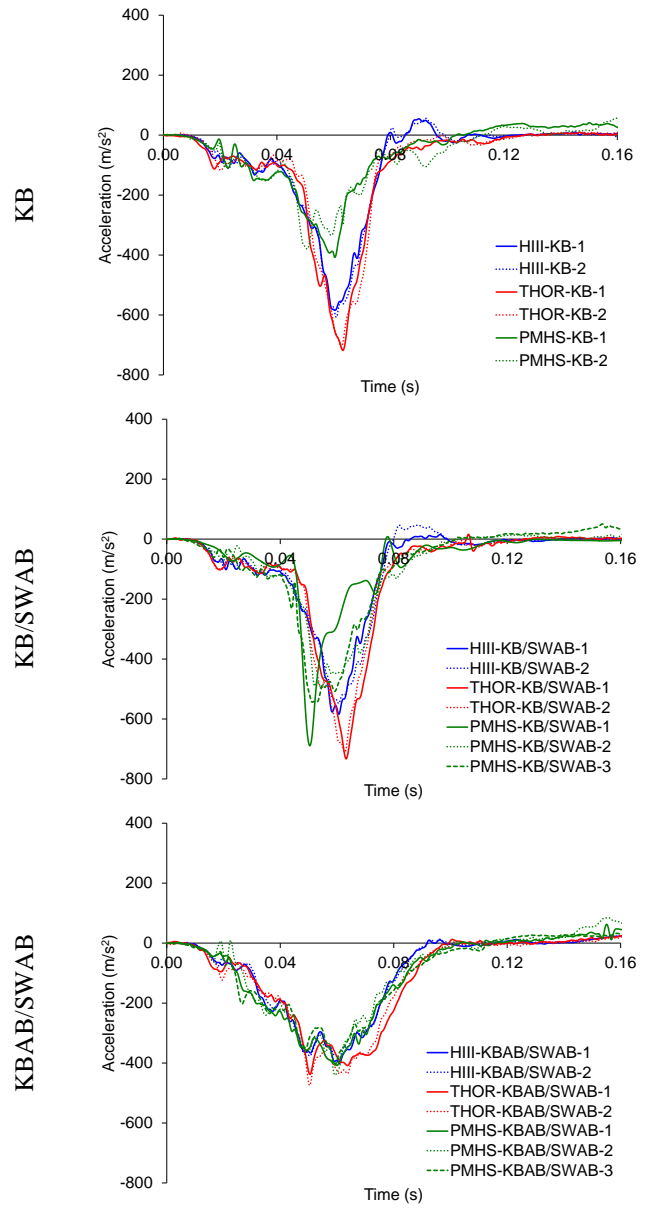 KB
Acceleration (m/s²)
400
200
0
-200
-400
-600
-800
0.00
0.04
0.08
0.12
0.16
HIII-KB-1
HIII-KB-2
THOR-KB-1
THOR-KB-2
PMHS-KB-1
PMHS-KB-2
Time (s)
KB/SWAB
Acceleration (m/s²)
400
200
0
-200
-400
-600
-800
0.00
0.04
0.08
0.12
0.16
HIII-KB/SWAB-1
HIII-KB/SWAB-2
THOR-KB/SWAB-1
THOR-KB/SWAB-2
PMHS-KB/SWAB-1
PMHS-KB/SWAB-2
PMHS-KB/SWAB-3
Time (s)
KBAB/SWAB
Acceleration (m/s²)
400
200
0
-200
-400
-600
-800
0.00
0.04
0.08
0.12
0.16
HIII-KBAB/SWAB-1
HIII-KBAB/SWAB-2
THOR-KBAB/SWAB-1
THOR-KBAB/SWAB-2
PMHS-KBAB/SWAB-1
PMHS-KBAB/SWAB-2
PMHS-KBAB/SWAB-3
Time (s)